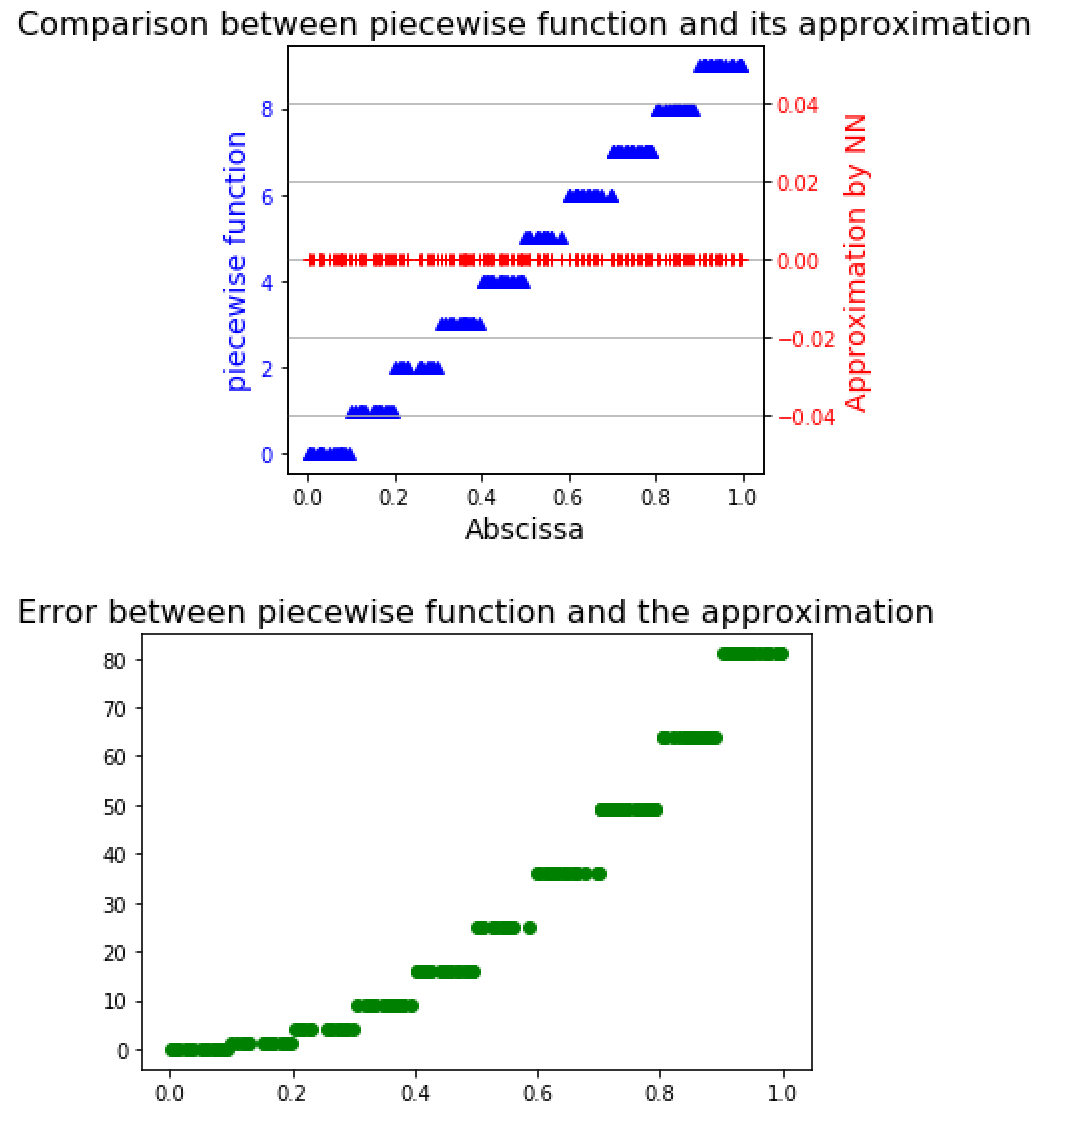 Comparison between piecewise function and its approximation
8
6
4
2
0
piecewise function
0.04
0.02
0.00
−0.02
−0.04
Approximation by NN
0.0 0.2 0.4 0.6 0.8 1.0
Abscissa
Error between piecewise function and the approximation
80
70
60
50
40
30
20
10
0
0.0 0.2 0.4 0.6 0.8 1.0